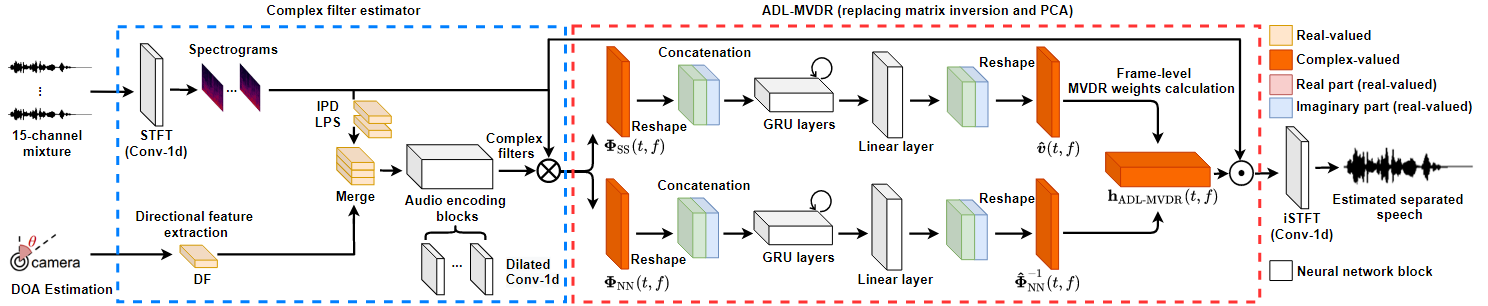 Complex filter estimator
ADL-MVDR (replacing matrix inversion and PCA)
15-channel
mixture
STFT
(Conv-1d)
Spectrograms
IPD
LPS
Merge
Directional feature
extraction
DF
θ
camera
DOA Estimation
Audio encoding
blocks
Complex
filters
...
Dilated
Conv-1d
Reshape
Φ_SS(t, f)
Concatenation
GRU layers
Linear layer
Reshape
v̂(t, f)
Reshape
Φ_NN(t, f)
Concatenation
GRU layers
Linear layer
Reshape
Φ̂_NN^{-1}(t, f)
Frame-level
MVDR weights calculation
h_ADL-MVDR(t, f)
iSTFT
(Conv-1d)
Estimated separated
speech
Real-valued
Complex-valued
Real part (real-valued)
Imaginary part (real-valued)
Neural network block